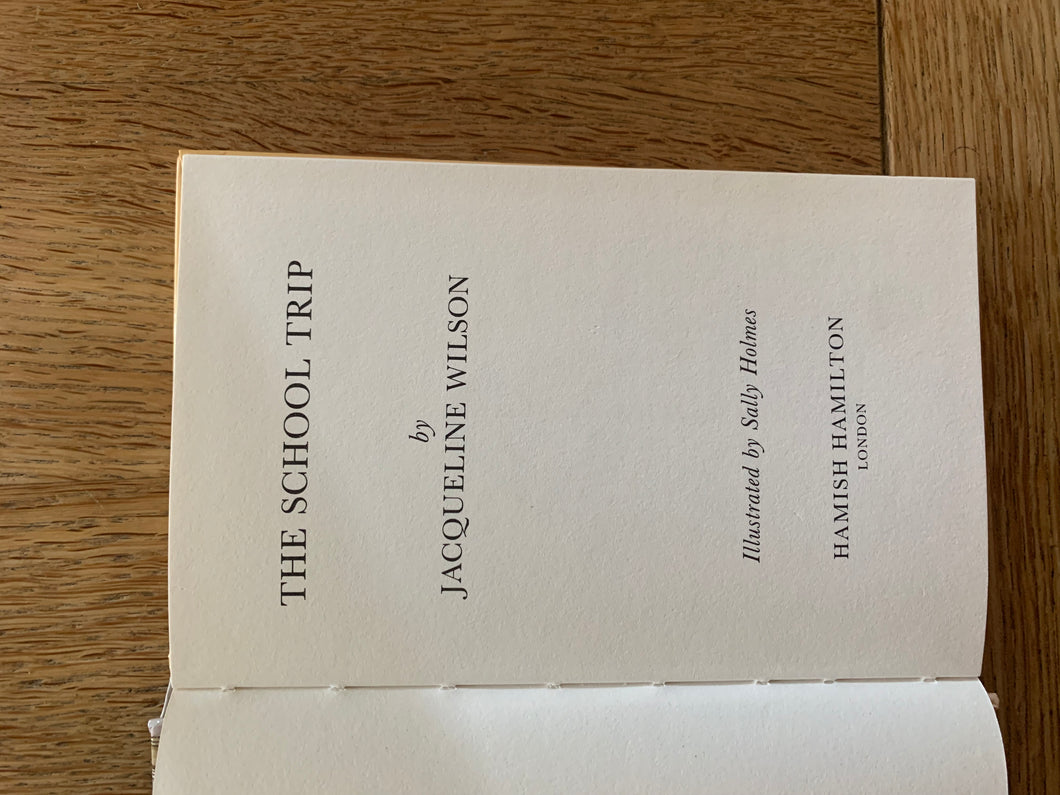 THE SCHOOL TRIP
by
JACQUELINE WILSON
Illustrated by Sally Holmes
HAMISH HAMILTON
LONDON